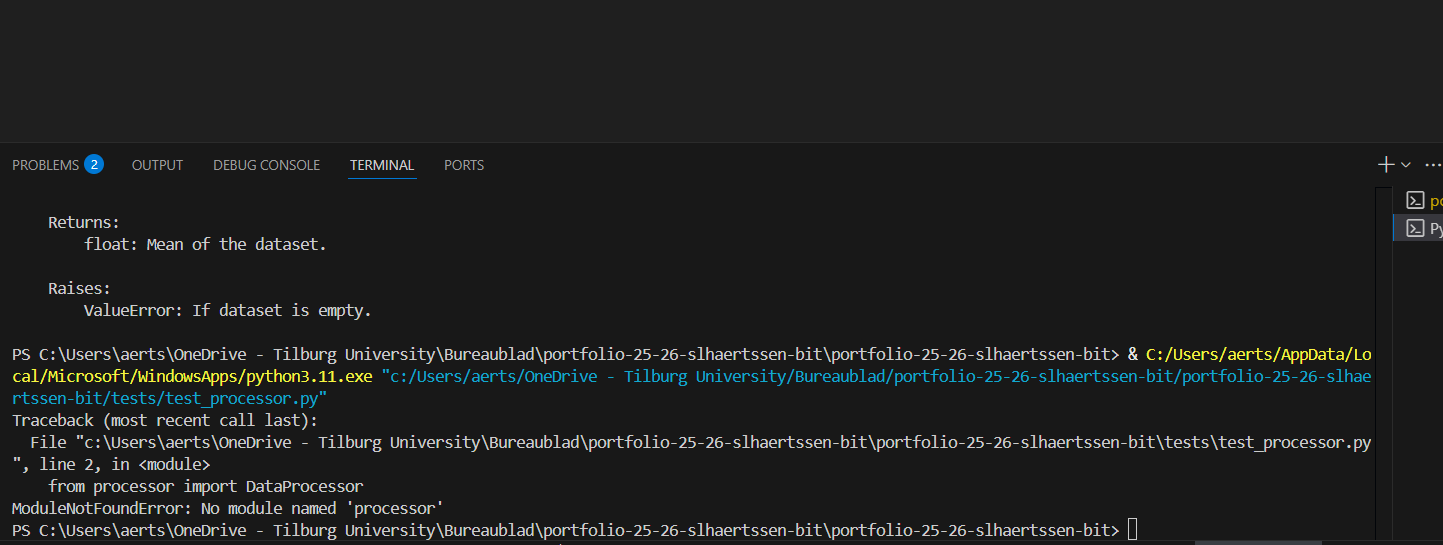 PROBLEMS 2 OUTPUT DEBUG CONSOLE TERMINAL PORTS
Returns:
float: Mean of the dataset.
Raises:
ValueError: If dataset is empty.
PS C:\Users\aerts\OneDrive - Tilburg University\Bureaublad\portfolio-25-26-slhaertssen-bit\portfolio-25-26-slhaertssen-bit> & C:/Users/aerts/AppData/Lo
cal/Microsoft/WindowsApps/python3.11.exe "c:/Users/aerts/OneDrive - Tilburg University/Bureaublad/portfolio-25-26-slhaertssen-bit/portfolio-25-26-slhae
rtssen-bit/tests/test_processor.py"
Traceback (most recent call last):
File "c:\Users\aerts\OneDrive - Tilburg University\Bureaublad\portfolio-25-26-slhaertssen-bit\portfolio-25-26-slhaertssen-bit\tests\test_processor.py
", line 2, in <module>
from processor import DataProcessor
ModuleNotFoundError: No module named 'processor'
PS C:\Users\aerts\OneDrive - Tilburg University\Bureaublad\portfolio-25-26-slhaertssen-bit\portfolio-25-26-slhaertssen-bit>